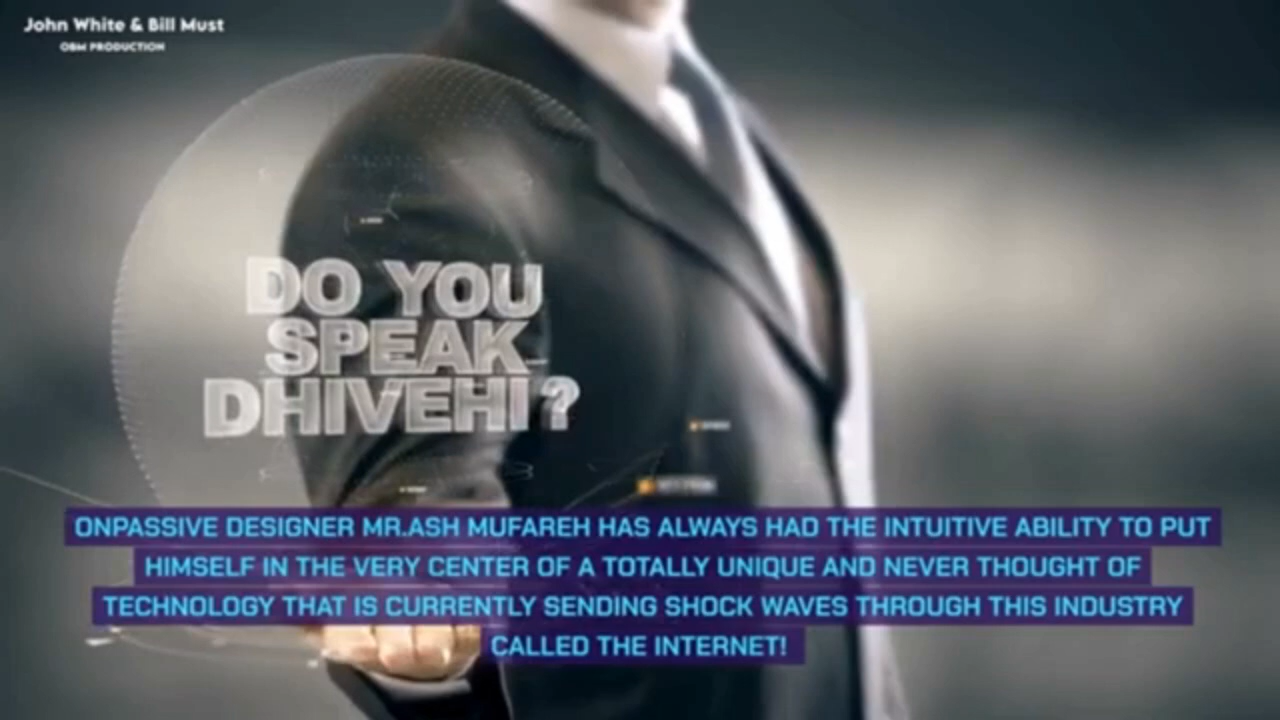 John White & Bill Must
OBM PRODUCTION
DO YOU
SPEAK
DHIVEHI?
ONPASSIVE DESIGNER MR.ASH MUFAREH HAS ALWAYS HAD THE INTUITIVE ABILITY TO PUT
HIMSELF IN THE VERY CENTER OF A TOTALLY UNIQUE AND NEVER THOUGHT OF
TECHNOLOGY THAT IS CURRENTLY SENDING SHOCK WAVES THROUGH THIS INDUSTRY
CALLED THE INTERNET!